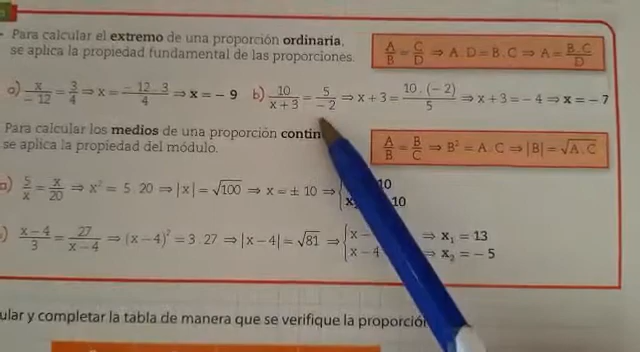 Para calcular el extremo de una proporción ordinaria,
se aplica la propiedad fundamental de las proporciones.
A/B = C/D ⇒ A . D = B . C ⇒ A = B . C/D
a) x/-12 = 3/4 ⇒ x = -12 . 3/4 ⇒ x = -9
b) 10/x+3 = 5/-2 ⇒ x + 3 = 10 . (-2)/5 ⇒ x + 3 = -4 ⇒ x = -7
Para calcular los medios de una proporción
se aplica la propiedad del módulo.
A/B = B/C ⇒ B² = A . C ⇒ |B| = √A . C
a) 5/x = x/20 ⇒ x² = 5 . 20 ⇒ |x| = √100 ⇒ x = ± 10 ⇒ { 10
x 10
) x-4/3 = 27/x-4 ⇒ (x-4)² = 3 . 27 ⇒ |x-4| = √81 ⇒ { x - ⇒ x₁ = 13
x - 4 ⇒ x₂ = -5
y completar la tabla de manera que se verifique la